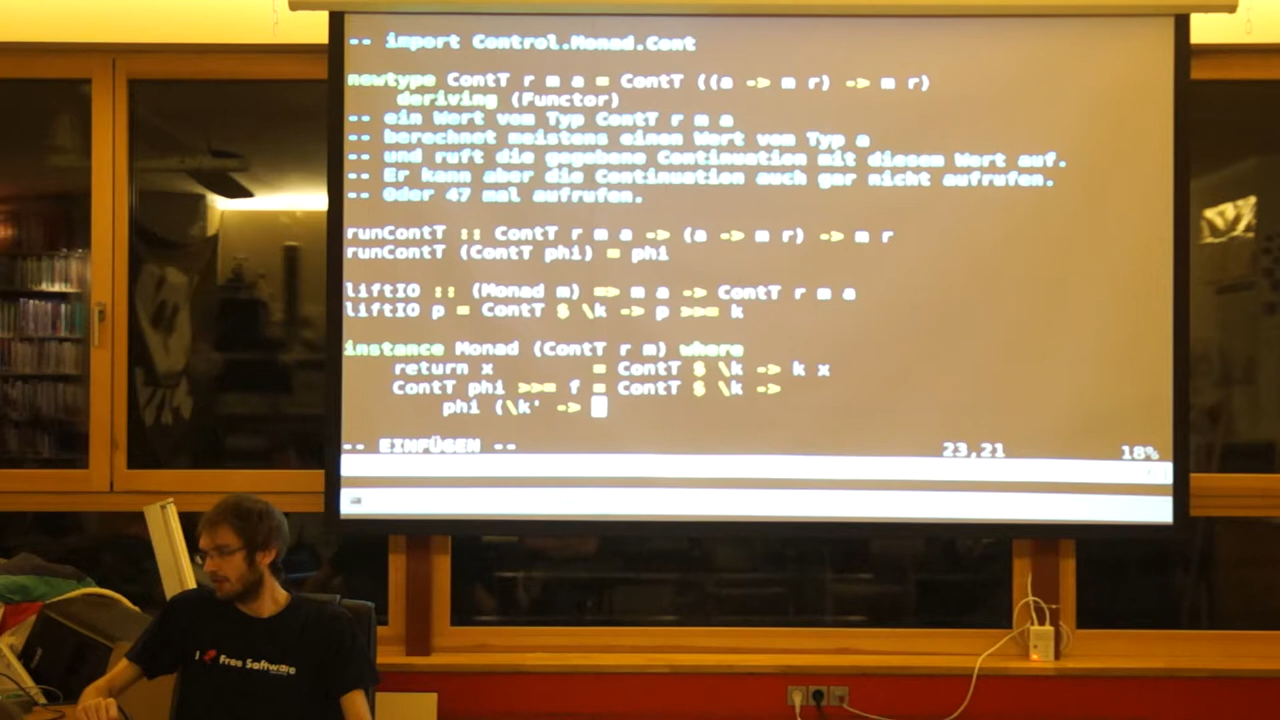 -- import Control.Monad.Cont
newtype ContT r m a = ContT ((a -> m r) -> m r)
deriving (Functor)
-- ein Wert vom Typ ContT r m a
-- berechnet meistens einen Wert vom Typ a
-- und ruft die gegebene Continuation mit diesem Wert auf.
-- Er kann aber die Continuation auch gar nicht aufrufen.
-- Oder 47 mal aufrufen.
runContT :: ContT r m a -> (a -> m r) -> m r
runContT (ContT phi) = phi
liftIO :: (Monad m) => m a -> ContT r m a
liftIO p = ContT $ \k -> p >>= k
instance Monad (ContT r m) where
return x = ContT $ \k -> k x
ContT phi >>= f = ContT $ \k ->
phi (\k' ->
-- EINFÜGEN -- 23,21 18%
I Free Software